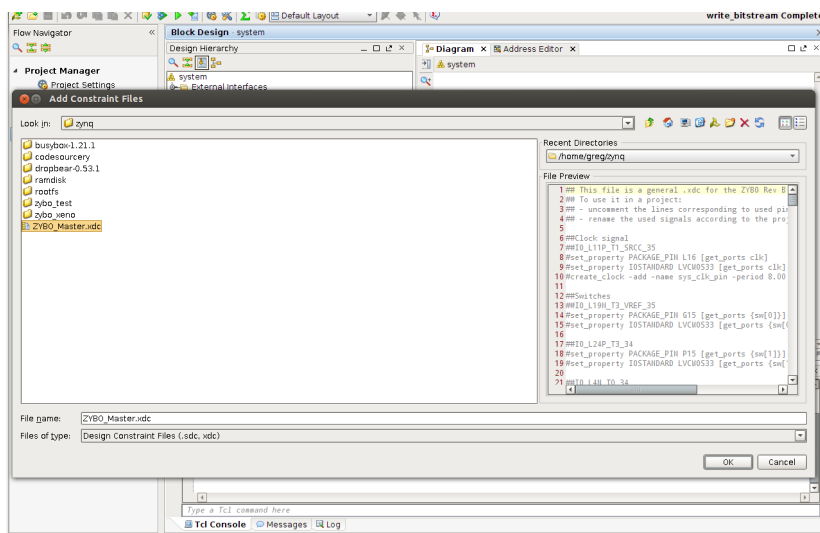 Default Layout
write_bitstream Complete
Flow Navigator
Block Design - system
Design Hierarchy
Diagram
Address Editor
system
system
External Interfaces
Project Manager
Project Settings
Add Constraint Files
Look in:
zynq
busybox-1.21.1
codesourcery
dropbear-0.53.1
ramdisk
rootfs
zybo_test
zybo_xeno
ZYBO_Master.xdc
Recent Directories
/home/greg/zynq
File Preview
1 ## This file is a general .xdc for the ZYBO Rev B
2 ## To use it in a project:
3 ## - uncomment the lines corresponding to used pin
4 ## - rename the used signals according to the proj
5
6 ##Clock signal
7 ##IO_L11P_T1_SRCC_35
8 #set_property PACKAGE_PIN L16 [get_ports clk]
9 #set_property IOSTANDARD LVCMOS33 [get_ports clk]
10 #create_clock -add -name sys_clk_pin -period 8.00
11
12 ##Switches
13 ##IO_L19N_T3_VREF_35
14 #set_property PACKAGE_PIN G15 [get_ports {sw[0]}]
15 #set_property IOSTANDARD LVCMOS33 [get_ports {sw[
16
17 ##IO_L24P_T3_34
18 #set_property PACKAGE_PIN P15 [get_ports {sw[1]}]
19 #set_property IOSTANDARD LVCMOS33 [get_ports {sw[
20
21 ##IO_L4N_T0_34
File name:
ZYBO_Master.xdc
Files of type:
Design Constraint Files (.sdc, xdc)
OK
Cancel
Type a Tcl command here
Tcl Console
Messages
Log